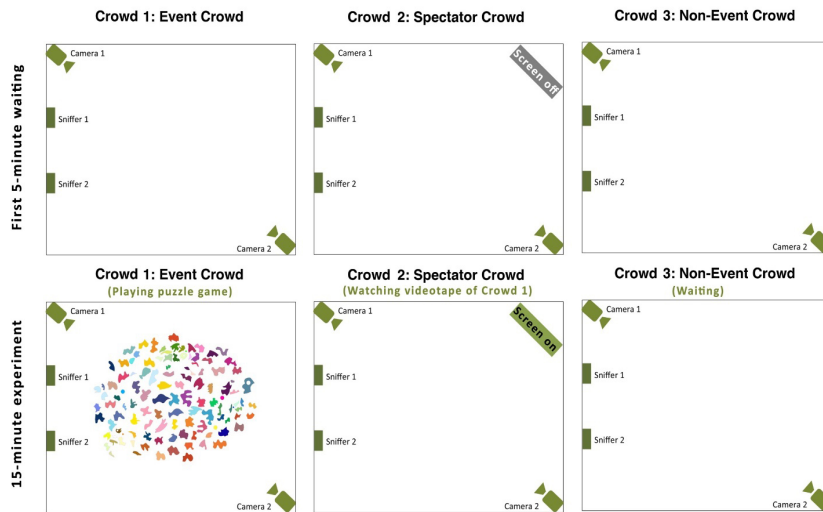 Crowd 1: Event Crowd
Crowd 2: Spectator Crowd
Crowd 3: Non-Event Crowd
First 5-minute waiting
Camera 1
Sniffer 1
Sniffer 2
Camera 2
Camera 1
Screen off
Sniffer 1
Sniffer 2
Camera 2
Camera 1
Sniffer 1
Sniffer 2
Camera 2
Crowd 1: Event Crowd
(Playing puzzle game)
Crowd 2: Spectator Crowd
(Watching videotape of Crowd 1)
Crowd 3: Non-Event Crowd
(Waiting)
15-minute experiment
Camera 1
Sniffer 1
Sniffer 2
Camera 2
Camera 1
Screen on
Sniffer 1
Sniffer 2
Camera 2
Camera 1
Sniffer 1
Sniffer 2
Camera 2